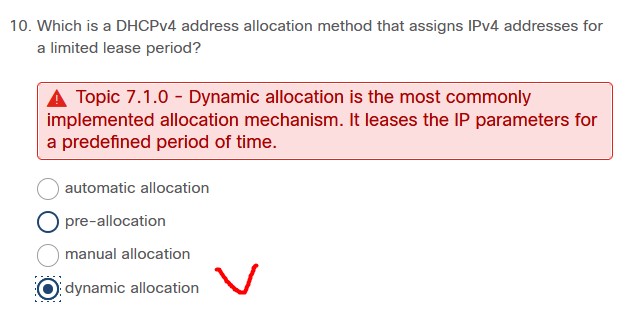 10. Which is a DHCPv4 address allocation method that assigns IPv4 addresses for
a limited lease period?
Topic 7.1.0 - Dynamic allocation is the most commonly
implemented allocation mechanism. It leases the IP parameters for
a predefined period of time.
automatic allocation
pre-allocation
manual allocation
dynamic allocation